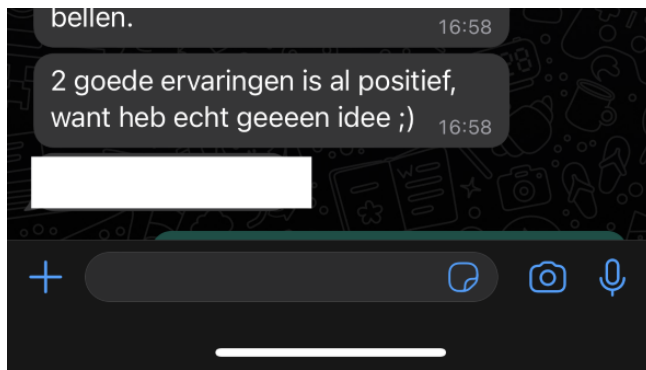 bellen.
16:58
2 goede ervaringen is al positief,
want heb echt geeeen idee ;)
16:58